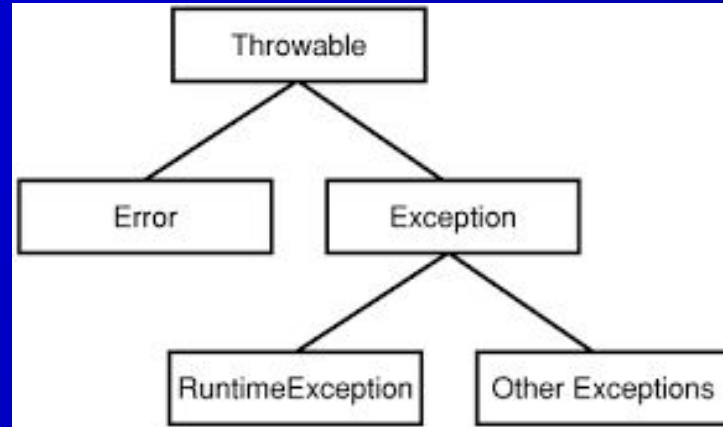 Throwable
Error
Exception
RuntimeException
Other Exceptions